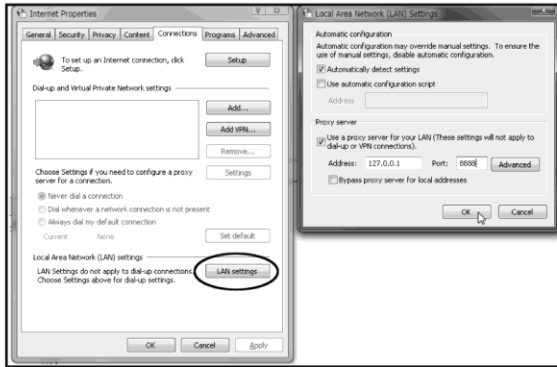 Internet Properties
General Security Privacy Content Connections Programs Advanced
To set up an Internet connection, click
Setup.
Setup
Dial-up and Virtual Private Network settings
Add...
Add VPN...
Remove...
Choose Settings if you need to configure a proxy
server for a connection.
Settings
Never dial a connection
Dial whenever a network connection is not present
Always dial my default connection
Current None
Set default
Local Area Network (LAN) settings
LAN Settings do not apply to dial-up connections.
Choose Settings above for dial-up settings.
LAN settings
OK Cancel Apply
Local Area Network (LAN) Settings
Automatic configuration
Automatic configuration may override manual settings. To ensure the
use of manual settings, disable automatic configuration.
Automatically detect settings
Use automatic configuration script
Address
Proxy server
Use a proxy server for your LAN (These settings will not apply to
dial-up or VPN connections).
Address: 127.0.0.1 Port: 8888 Advanced
Bypass proxy server for local addresses
OK Cancel